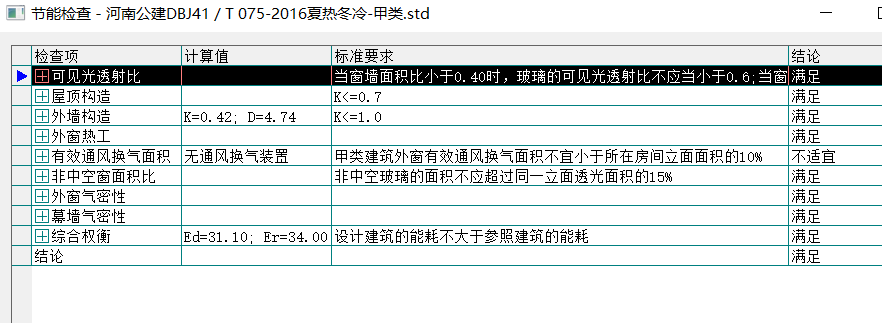 节能检查 - 河南公建DBJ41 / T 075-2016夏热冬冷-甲类.std
检查项 计算值 标准要求 结论
可见光透射比 当窗墙面积比小于0.40时，玻璃的可见光透射比不应当小于0.6;当窗 满足
屋顶构造 K<=0.7 满足
外墙构造 K=0.42; D=4.74 K<=1.0 满足
外窗热工 满足
有效通风换气面积 无通风换气装置 甲类建筑外窗有效通风换气面积不宜小于所在房间立面面积的10% 不适宜
非中空窗面积比 非中空玻璃的面积不应超过同一立面透光面积的15% 满足
外窗气密性 满足
幕墙气密性 满足
综合权衡 Ed=31.10; Er=34.00 设计建筑的能耗不大于参照建筑的能耗 满足
结论 满足